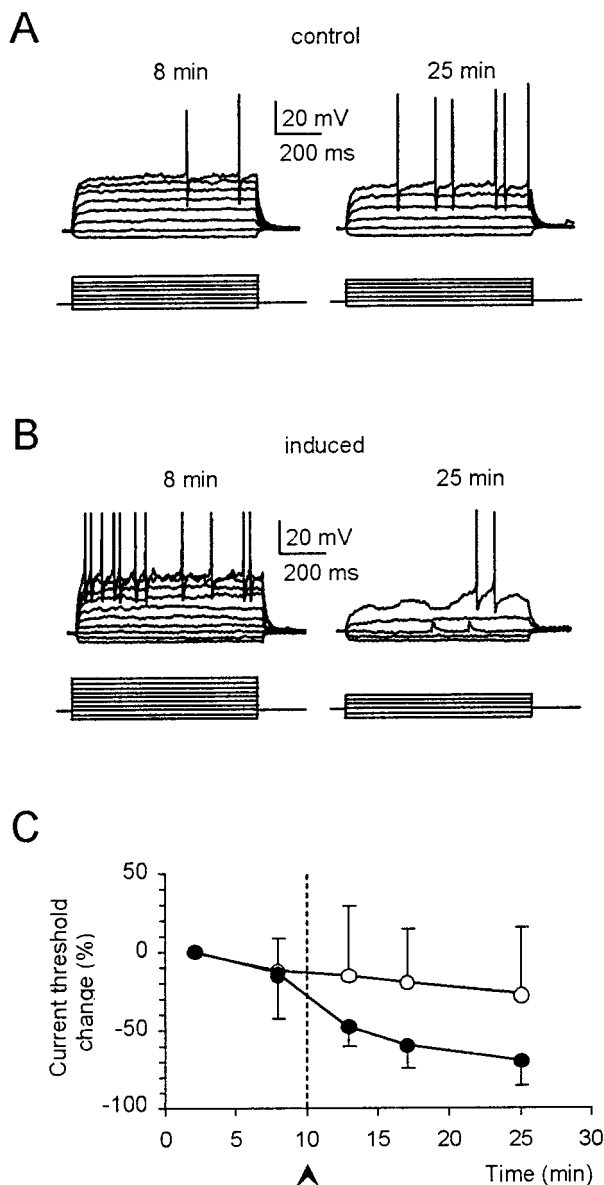 A
control
8 min
25 min
20 mV
200 ms
B
induced
8 min
25 min
20 mV
200 ms
C
Current threshold
change (%)
50
0
-50
-100
0
5
10
15
20
25
30
Time (min)